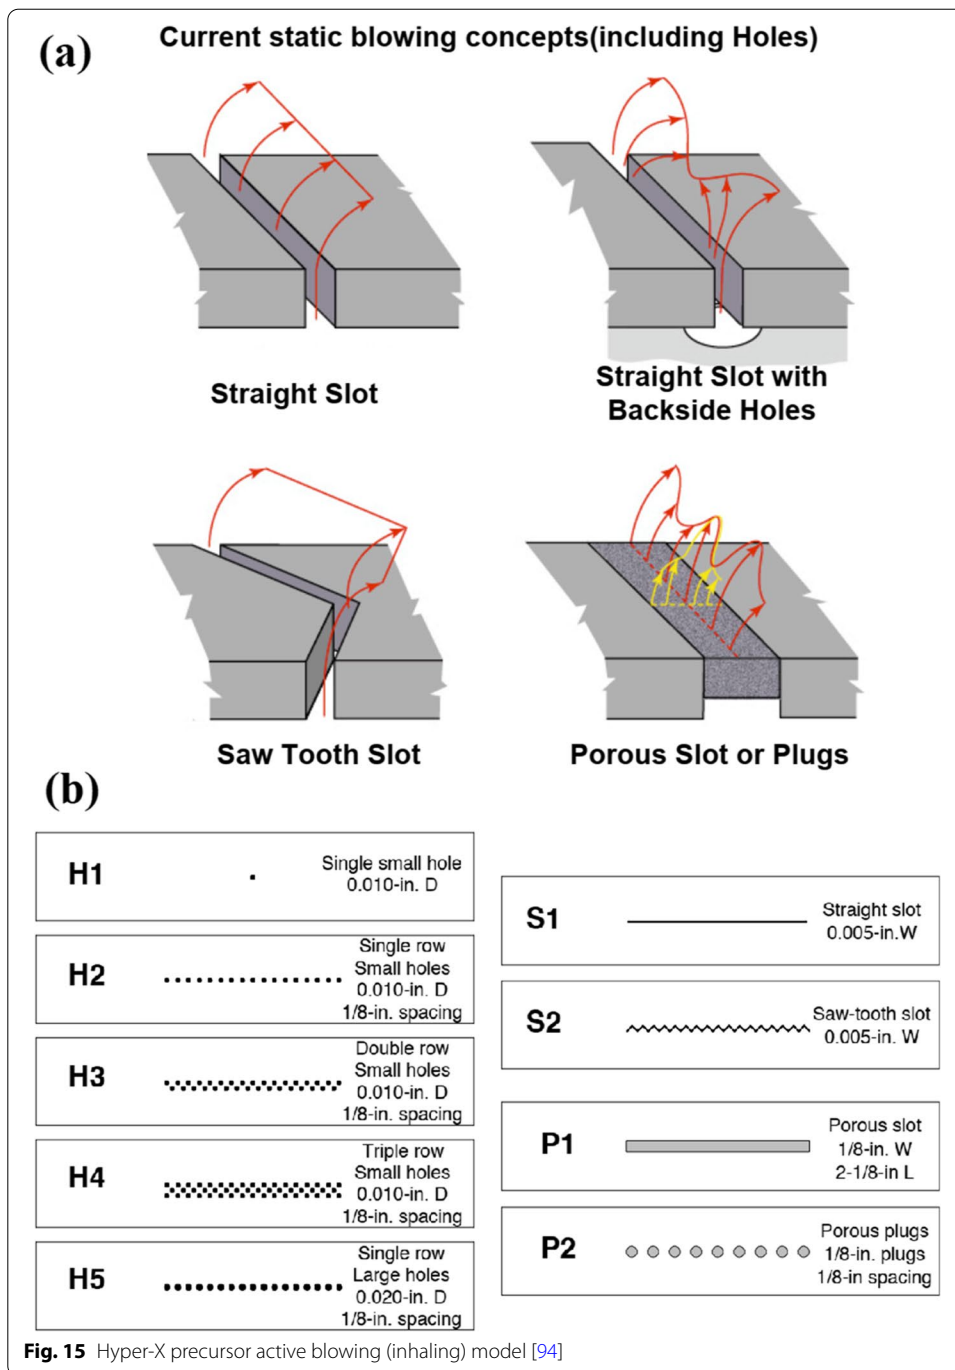 (a)
Current static blowing concepts(including Holes)
Straight Slot
Straight Slot with
Backside Holes
Saw Tooth Slot
Porous Slot or Plugs
(b)
H1
Single small hole
0.010-in. D
H2
Single row
Small holes
0.010-in. D
1/8-in. spacing
H3
Double row
Small holes
0.010-in. D
1/8-in. spacing
H4
Triple row
Small holes
0.010-in. D
1/8-in. spacing
H5
Single row
Large holes
0.020-in. D
1/8-in. spacing
S1
Straight slot
0.005-in.W
S2
Saw-tooth slot
0.005-in. W
P1
Porous slot
1/8-in. W
2-1/8-in L
P2
Porous plugs
1/8-in. plugs
1/8-in spacing
Fig. 15 Hyper-X precursor active blowing (inhaling) model [94]